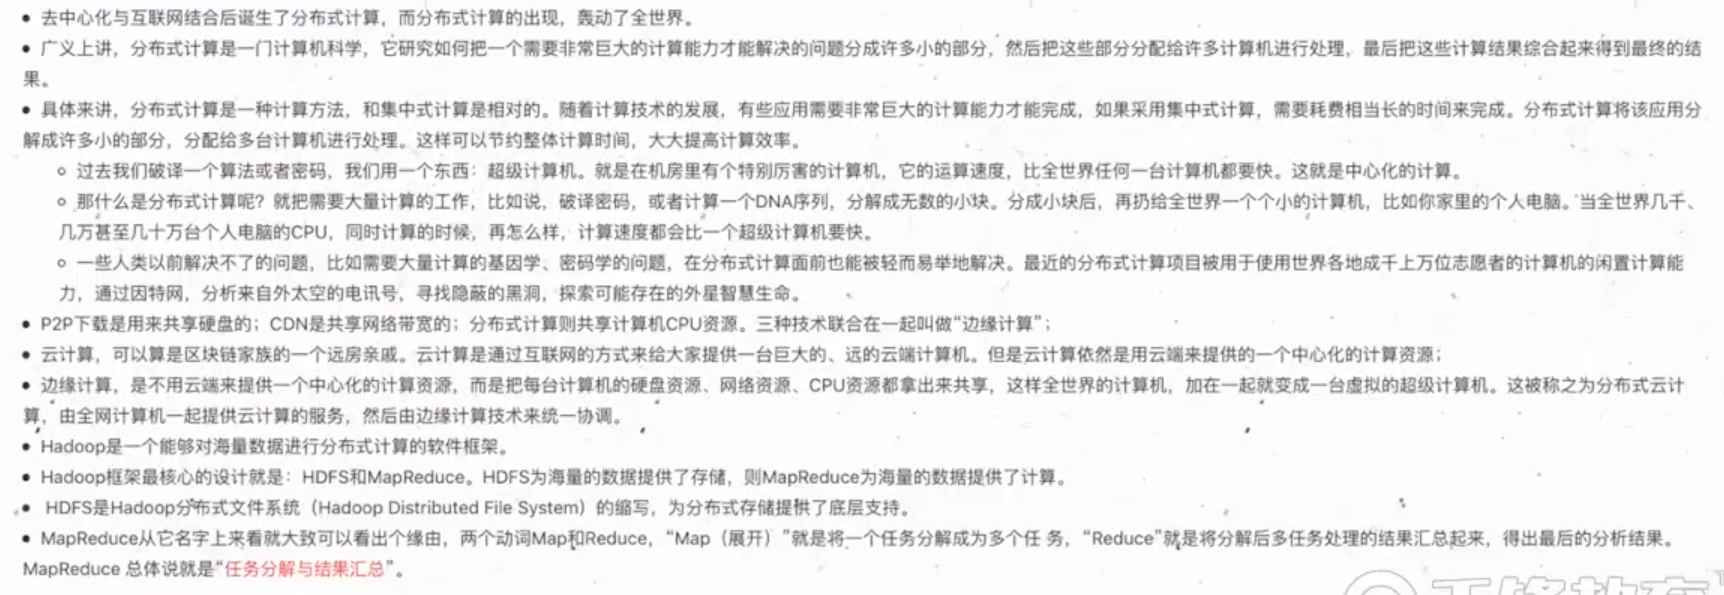 • 去中心化与互联网结合后诞生了分布式计算，而分布式计算的出现，轰动了全世界。
• 广义上讲，分布式计算是一门计算机科学，它研究如何把一个需要非常巨大的计算能力才能解决的问题分成许多小的部分，然后把这些部分分配给许多计算机进行处理，最后把这些计算结果综合起来得到最终的结
果。
• 具体来讲，分布式计算是一种计算方法，和集中式计算是相对的。随着计算技术的发展，有些应用需要非常巨大的计算能力才能完成，如果采用集中式计算，需要耗费相当长的时间来完成。分布式计算将该应用分
解成许多小的部分，分配给多台计算机进行处理。这样可以节约整体计算时间，大大提高计算效率。
◦ 过去我们破译一个算法或者密码，我们用一个东西：超级计算机。就是在机房里有个特别厉害的计算机，它的运算速度，比全世界任何一台计算机都要快。这就是中心化的计算。
◦ 那什么是分布式计算呢？就把需要大量计算的工作，比如说，破译密码，或者计算一个DNA序列，分解成无数的小块。分成小块后，再扔给全世界一个个小的计算机，比如你家里的个人电脑。当全世界几千、
几万甚至几十万台个人电脑的CPU，同时计算的时候，再怎么样，计算速度都会比一个超级计算机要快。
◦ 一些人类以前解决不了的问题，比如需要大量计算的基因学、密码学的问题，在分布式计算面前也能被轻而易举地解决。最近的分布式计算项目被用于使用世界各地成千上万位志愿者的计算机的闲置计算能
力，通过因特网，分析来自外太空的电讯号，寻找隐蔽的黑洞，探索可能存在的外星智慧生命。
• P2P下载是用来共享硬盘的；CDN是共享网络带宽的；分布式计算则共享计算机CPU资源。三种技术联合在一起叫做“边缘计算”；
• 云计算，可以算是区块链家族的一个远房亲戚。云计算是通过互联网的方式来给大家提供一台巨大的、远的云端计算机。但是云计算依然是用云端来提供的一个中心化的计算资源；
• 边缘计算，是不用云端来提供一个中心化的计算资源，而是把每台计算机的硬盘资源、网络资源、CPU资源都拿出来共享，这样全世界的计算机，加在一起就变成一台虚拟的超级计算机。这被称之为分布式云计
算，由全网计算机一起提供云计算的服务，然后由边缘计算技术来统一协调。
• Hadoop是一个能够对海量数据进行分布式计算的软件框架。
• Hadoop框架最核心的设计就是：HDFS和MapReduce。HDFS为海量的数据提供了存储，则MapReduce为海量的数据提供了计算。
• HDFS是Hadoop分布式文件系统（Hadoop Distributed File System）的缩写，为分布式存储提供了底层支持。
• MapReduce从它名字上来看就大致可以看出个缘由，两个动词Map和Reduce，“Map（展开）”就是将一个任务分解成为多个任 务，“Reduce”就是将分解后多任务处理的结果汇总起来，得出最后的分析结果。
MapReduce 总体说就是“任务分解与结果汇总”。